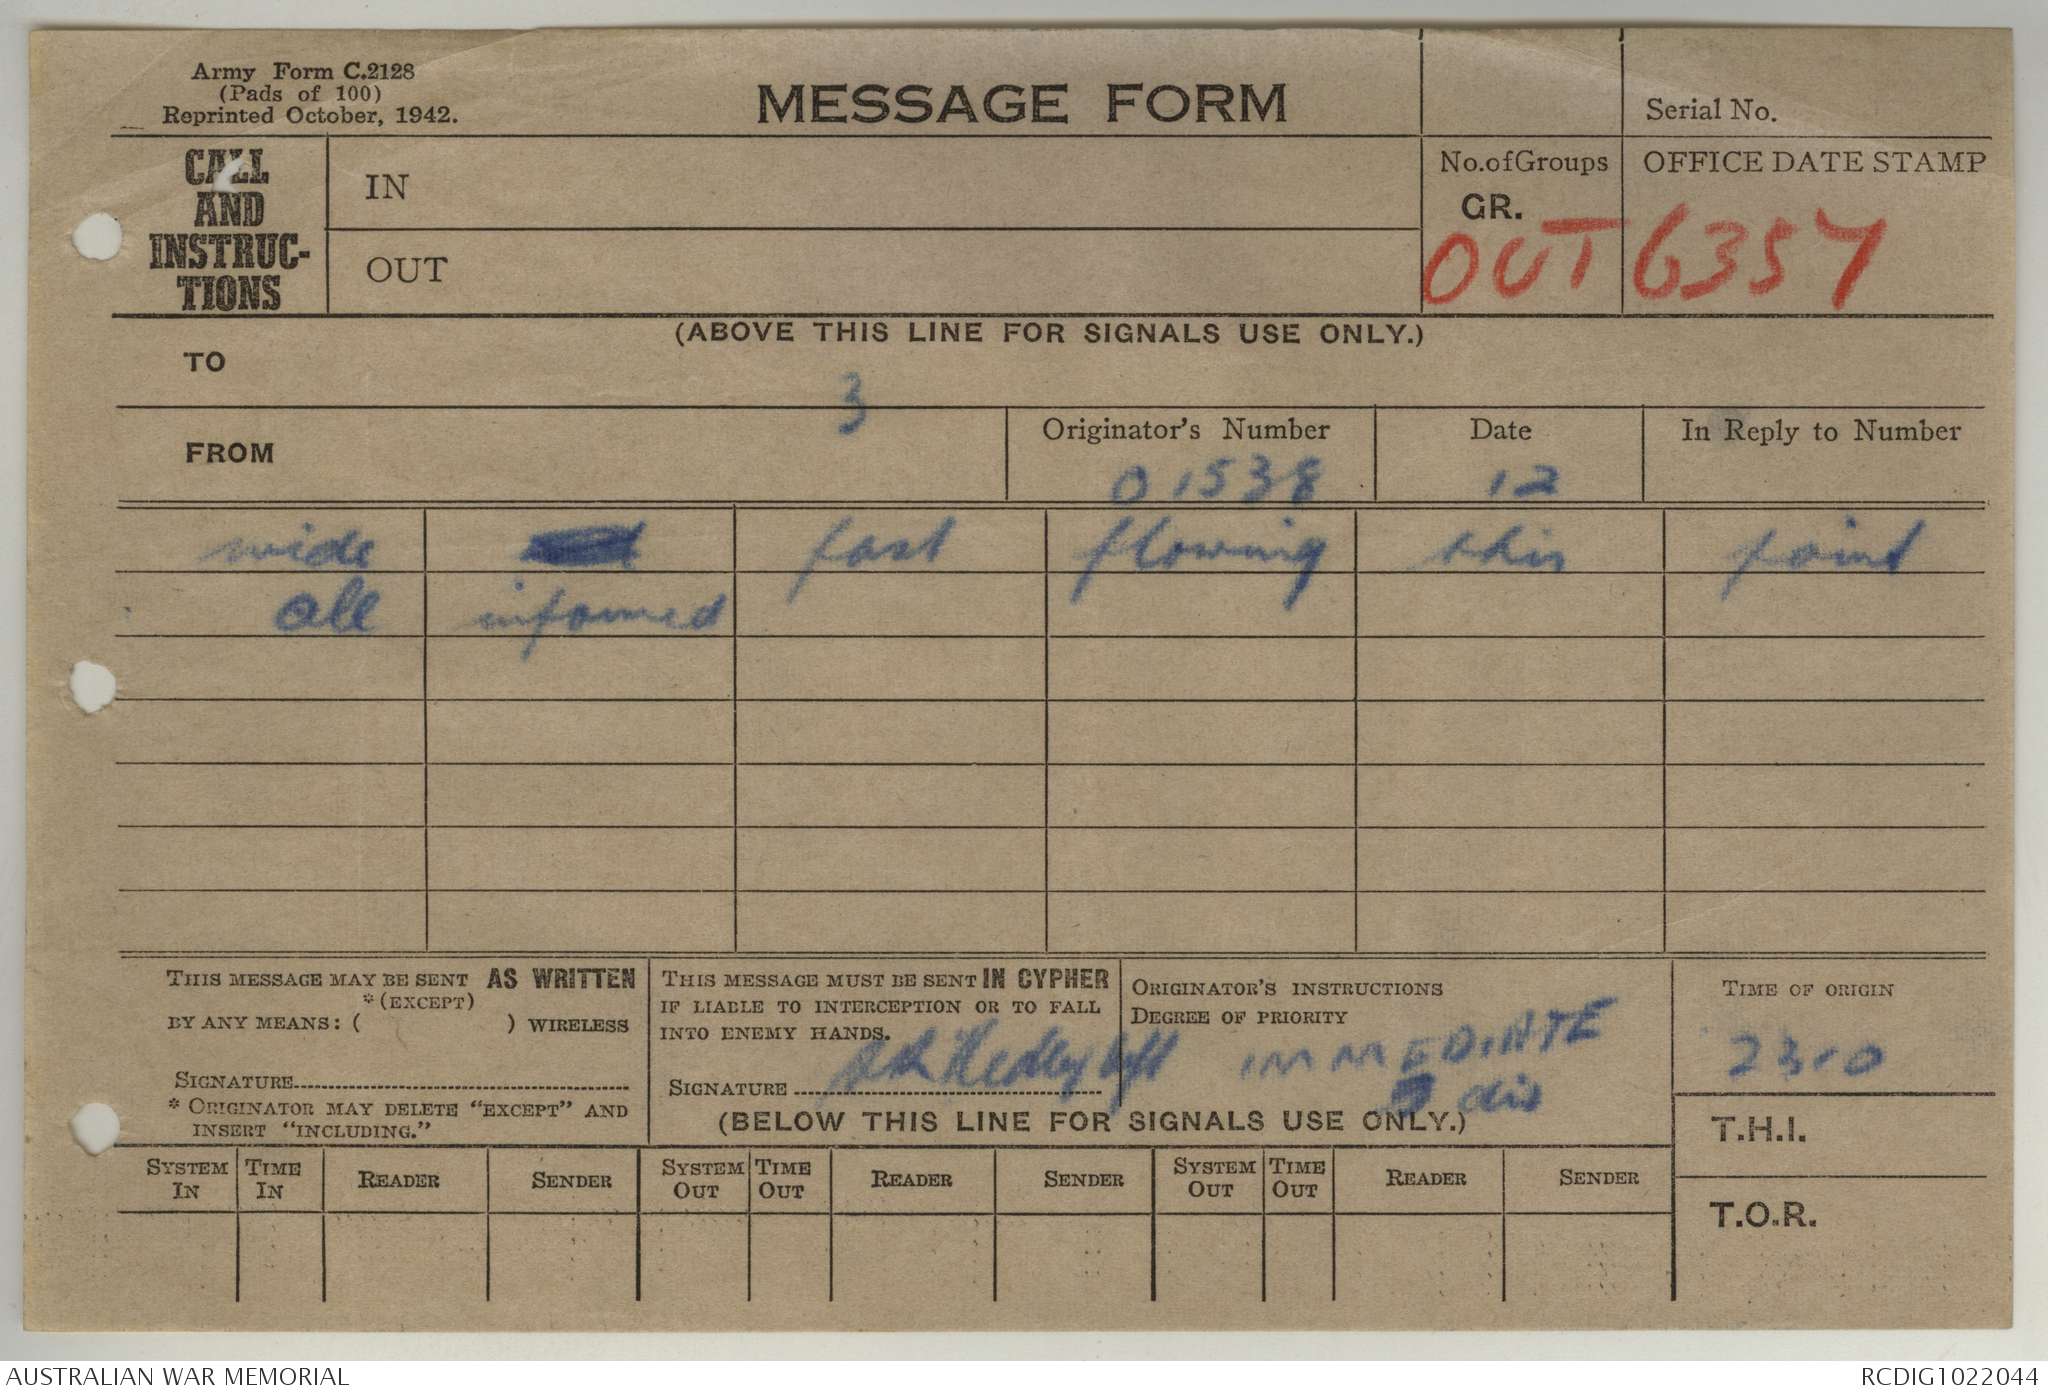 Army Form C.2128
(Pads of 100)
Reprinted October, 1942.
MESSAGE FORM
Serial No.
CALL AND INSTRUC-TIONS
IN
OUT
No. of Groups
GR.
OFFICE DATE STAMP
OUT 6357
(ABOVE THIS LINE FOR SIGNALS USE ONLY.)
TO
3
FROM
Originator's Number
01538
Date
12
In Reply to Number
wide fast flowing this point
all informed
THIS MESSAGE MAY BE SENT AS WRITTEN
*(EXCEPT)
BY ANY MEANS: ( ) WIRELESS
SIGNATURE
* ORIGINATOR MAY DELETE "EXCEPT" AND
INSERT "INCLUDING."
THIS MESSAGE MUST BE SENT IN CYPHER
IF LIABLE TO INTERCEPTION OR TO FALL
INTO ENEMY HANDS.
SIGNATURE Hedley
ORIGINATOR'S INSTRUCTIONS
DEGREE OF PRIORITY
IMMEDIATE
div
TIME OF ORIGIN
2310
T.H.I.
T.O.R.
(BELOW THIS LINE FOR SIGNALS USE ONLY.)
SYSTEM IN TIME IN READER SENDER SYSTEM OUT TIME OUT READER SENDER SYSTEM OUT TIME OUT READER SENDER
AUSTRALIAN WAR MEMORIAL
RCDIG1022044